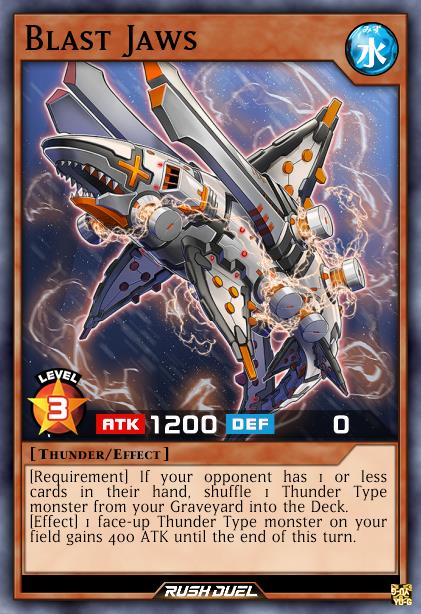 Blast Jaws
みず
水
LEVEL
3
ATK 1200 DEF 0
[Thunder/Effect]
[Requirement] If your opponent has 1 or less
cards in their hand, shuffle 1 Thunder Type
monster from your Graveyard into the Deck.
[Effect] 1 face-up Thunder Type monster on your
field gains 400 ATK until the end of this turn.
RUSH DUEL